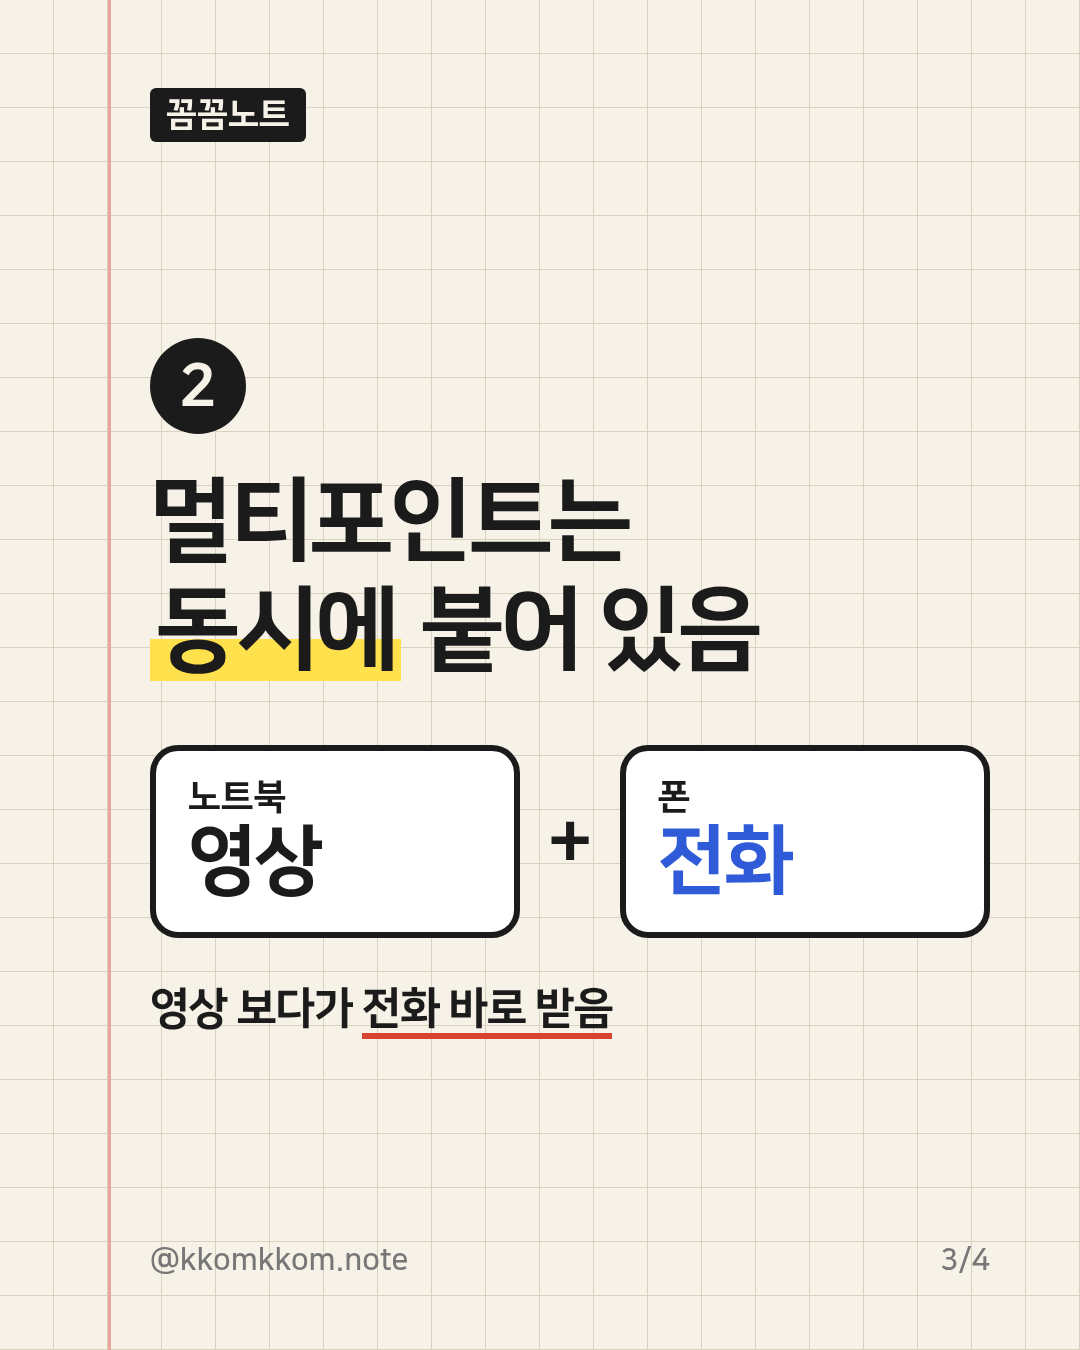 꼼꼼노트
2
멀티포인트는
동시에 붙어 있음
노트북
영상
+
폰
전화
영상 보다가 전화 바로 받음
@kkomkkom.note
3/4